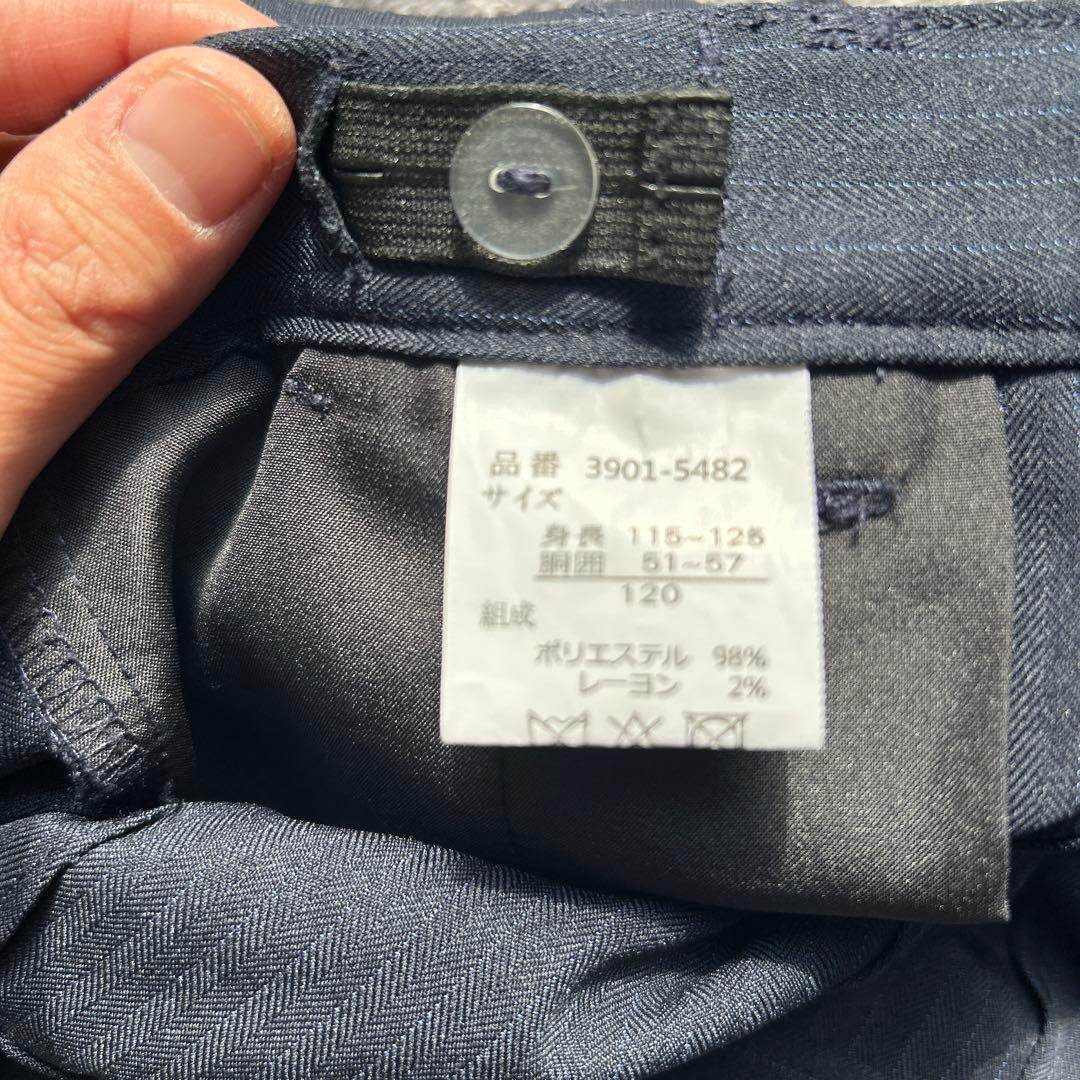 品番 3901-5482
サイズ
身長 115~125
胴囲 51~57
120
組成
ポリエステル 98%
レーヨン 2%